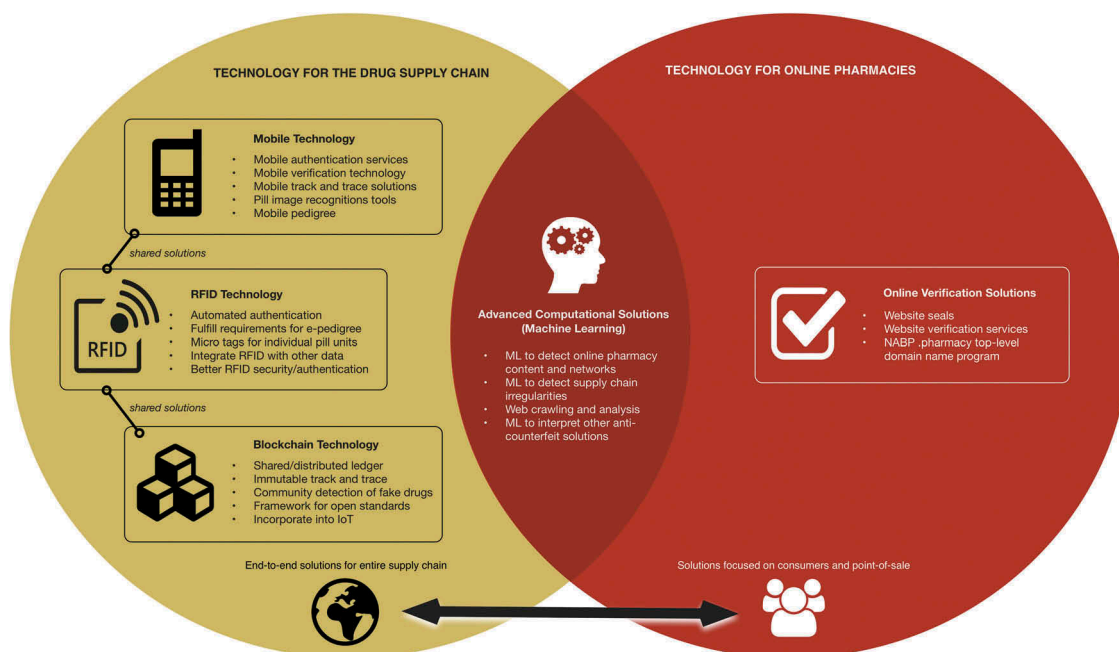 TECHNOLOGY FOR THE DRUG SUPPLY CHAIN
Mobile Technology
• Mobile authentication services
• Mobile verification technology
• Mobile track and trace solutions
• Pill image recognitions tools
• Mobile pedigree
shared solutions
RFID
RFID Technology
• Automated authentication
• Fulfill requirements for e-pedigree
• Micro tags for individual pill units
• Integrate RFID with other data
• Better RFID security/authentication
shared solutions
Blockchain Technology
• Shared/distributed ledger
• Immutable track and trace
• Community detection of fake drugs
• Framework for open standards
• Incorporate into IoT
End-to-end solutions for entire supply chain
Advanced Computational Solutions
(Machine Learning)
• ML to detect online pharmacy
content and networks
• ML to detect supply chain
irregularities
• Web crawling and analysis
• ML to interpret other anti-
counterfeit solutions
TECHNOLOGY FOR ONLINE PHARMACIES
Online Verification Solutions
• Website seals
• Website verification services
• NABP .pharmacy top-level
domain name program
Solutions focused on consumers and point-of-sale